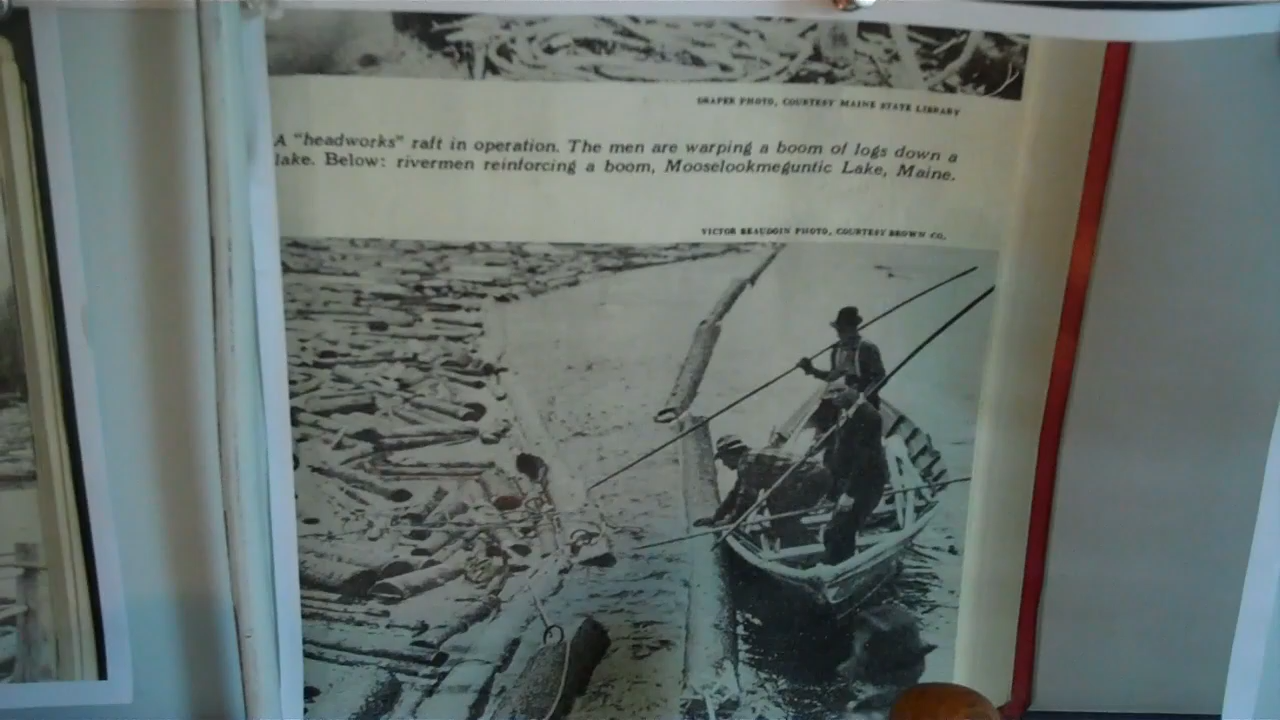 DRAPER PHOTO, COURTESY MAINE STATE LIBRARY
A "headworks" raft in operation. The men are warping a boom of logs down a
lake. Below: rivermen reinforcing a boom, Mooselookmeguntic Lake, Maine.
VICTOR BEAUDOIN PHOTO, COURTESY BROWN CO.